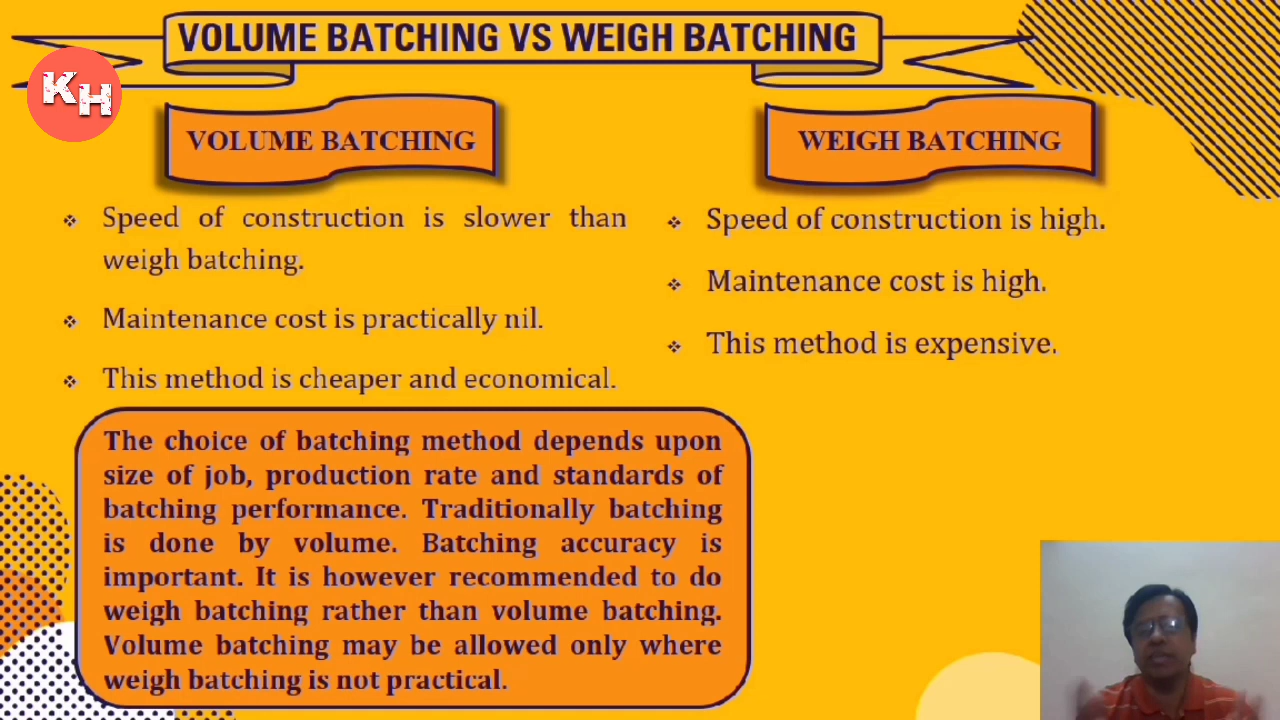 VOLUME BATCHING VS WEIGH BATCHING
KH
VOLUME BATCHING
❖ Speed of construction is slower than
weigh batching.
❖ Maintenance cost is practically nil.
❖ This method is cheaper and economical.
WEIGH BATCHING
❖ Speed of construction is high.
❖ Maintenance cost is high.
❖ This method is expensive.
The choice of batching method depends upon
size of job, production rate and standards of
batching performance. Traditionally batching
is done by volume. Batching accuracy is
important. It is however recommended to do
weigh batching rather than volume batching.
Volume batching may be allowed only where
weigh batching is not practical.